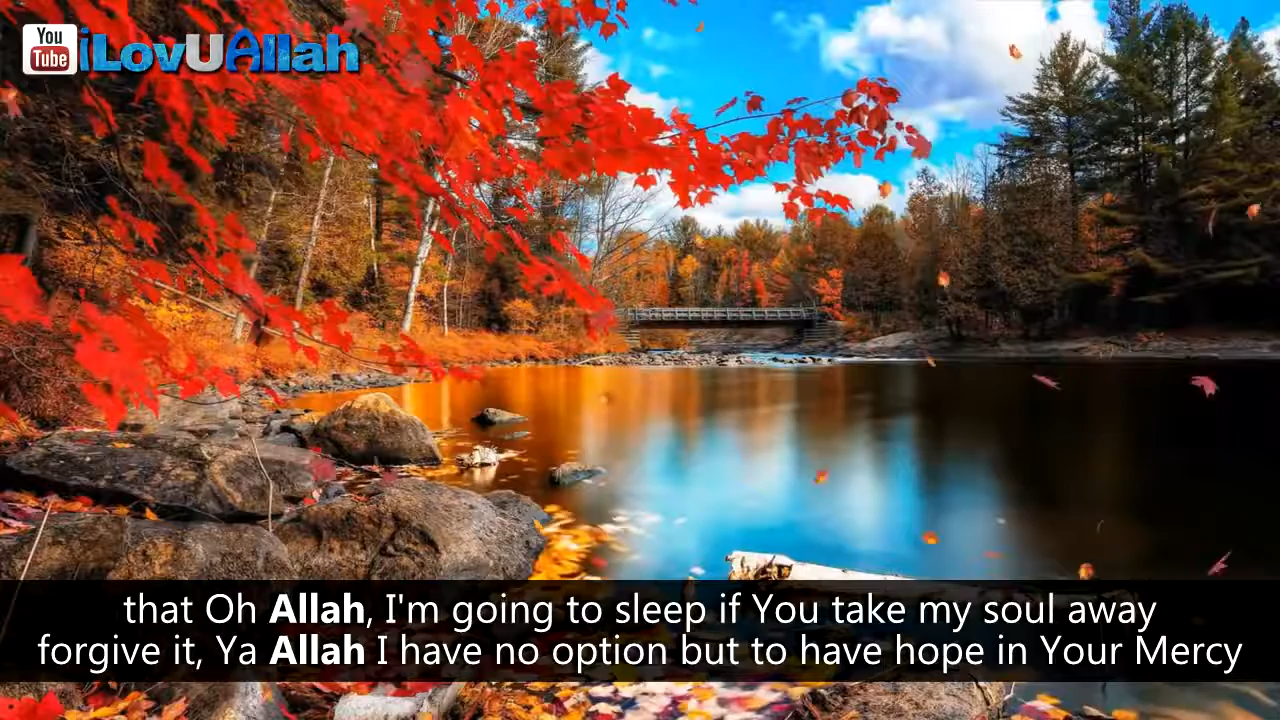 You
Tube
iLovUAllah
that Oh Allah, I'm going to sleep if You take my soul away
forgive it, Ya Allah I have no option but to have hope in Your Mercy